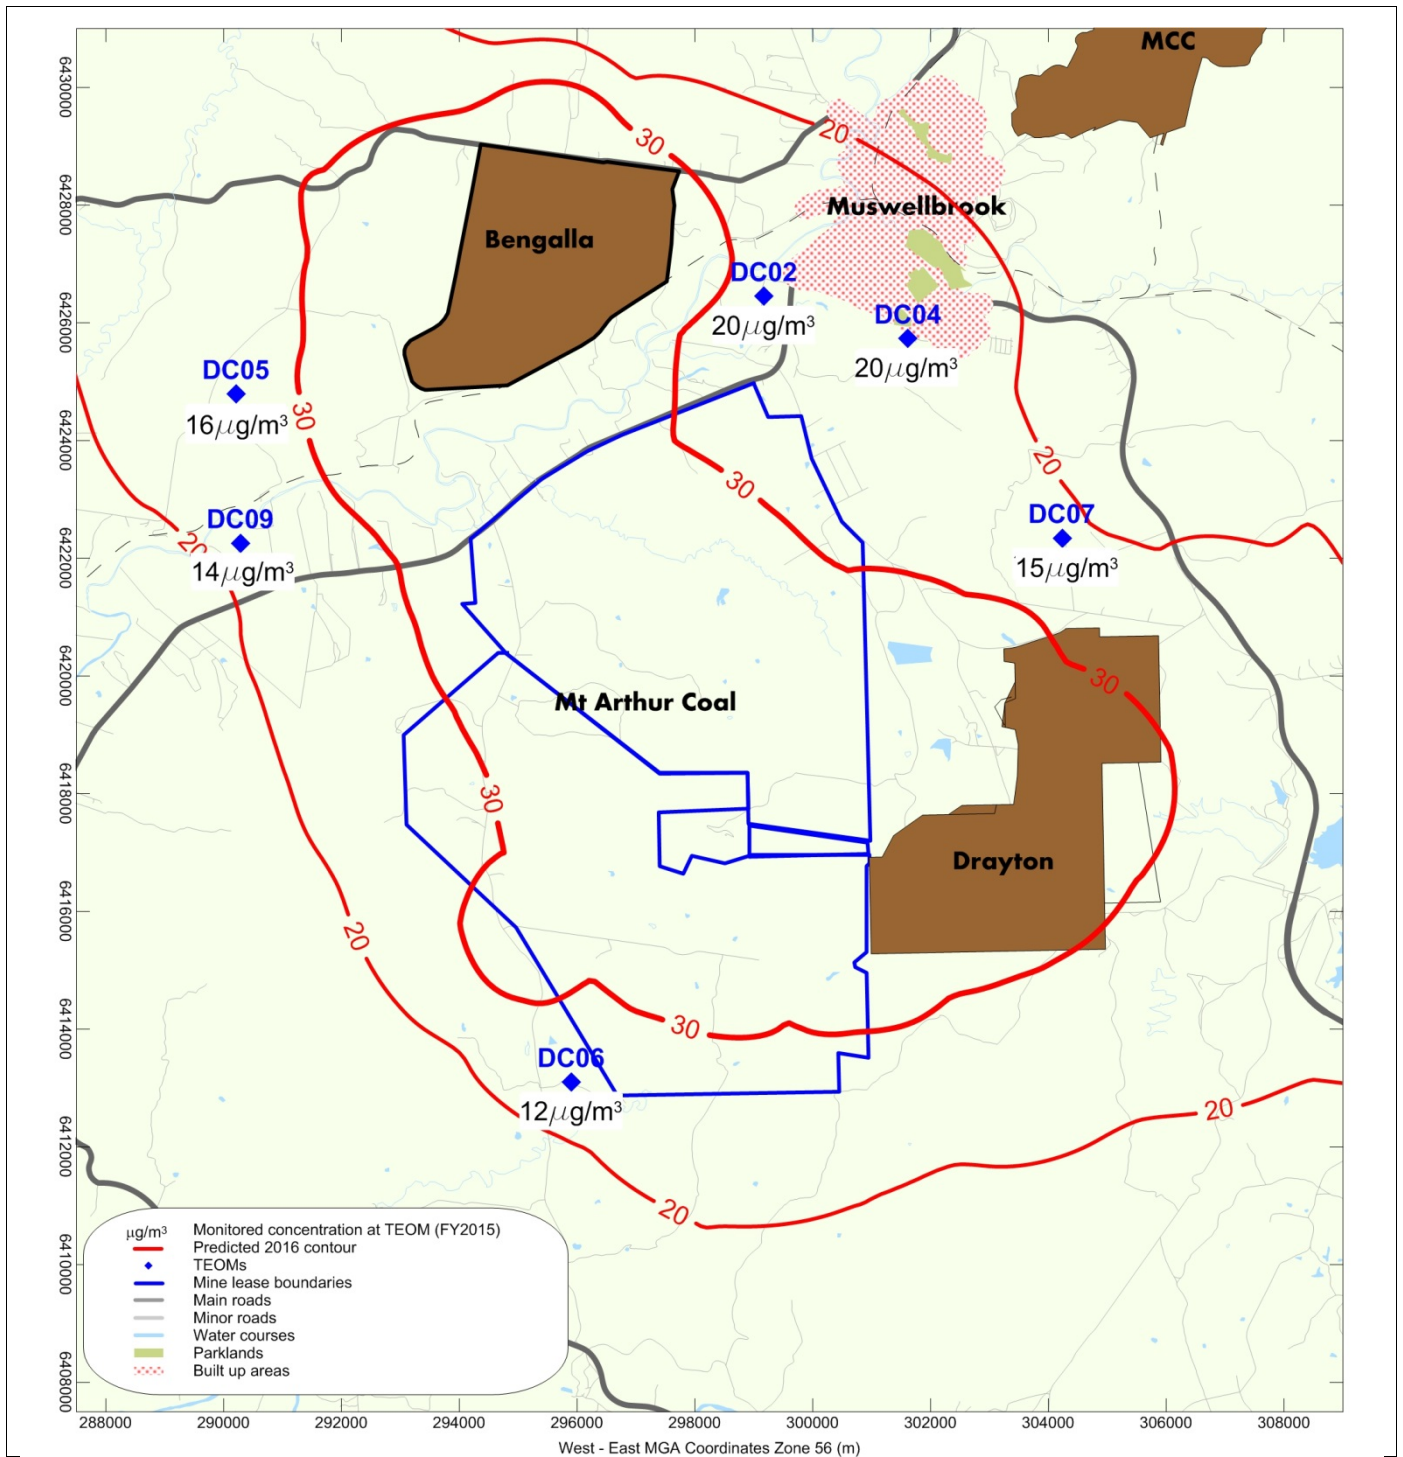 MCC
20
30
Muswellbrook
Bengalla
DC02
20μg/m³
DC04
20μg/m³
DC05
16μg/m³
30
20
30
DC09
20
14μg/m³
DC07
15μg/m³
30
Mt Arthur Coal
30
Drayton
20
30
DC06
12μg/m³
20
20
μg/m³ Monitored concentration at TEOM (FY2015)
Predicted 2016 contour
TEOMs
Mine lease boundaries
Main roads
Minor roads
Water courses
Parklands
Built up areas
6430000
6428000
6426000
6424000
6422000
6420000
6418000
6416000
6414000
6412000
6410000
6408000
288000 290000 292000 294000 296000 298000 300000 302000 304000 306000 308000
West - East MGA Coordinates Zone 56 (m)